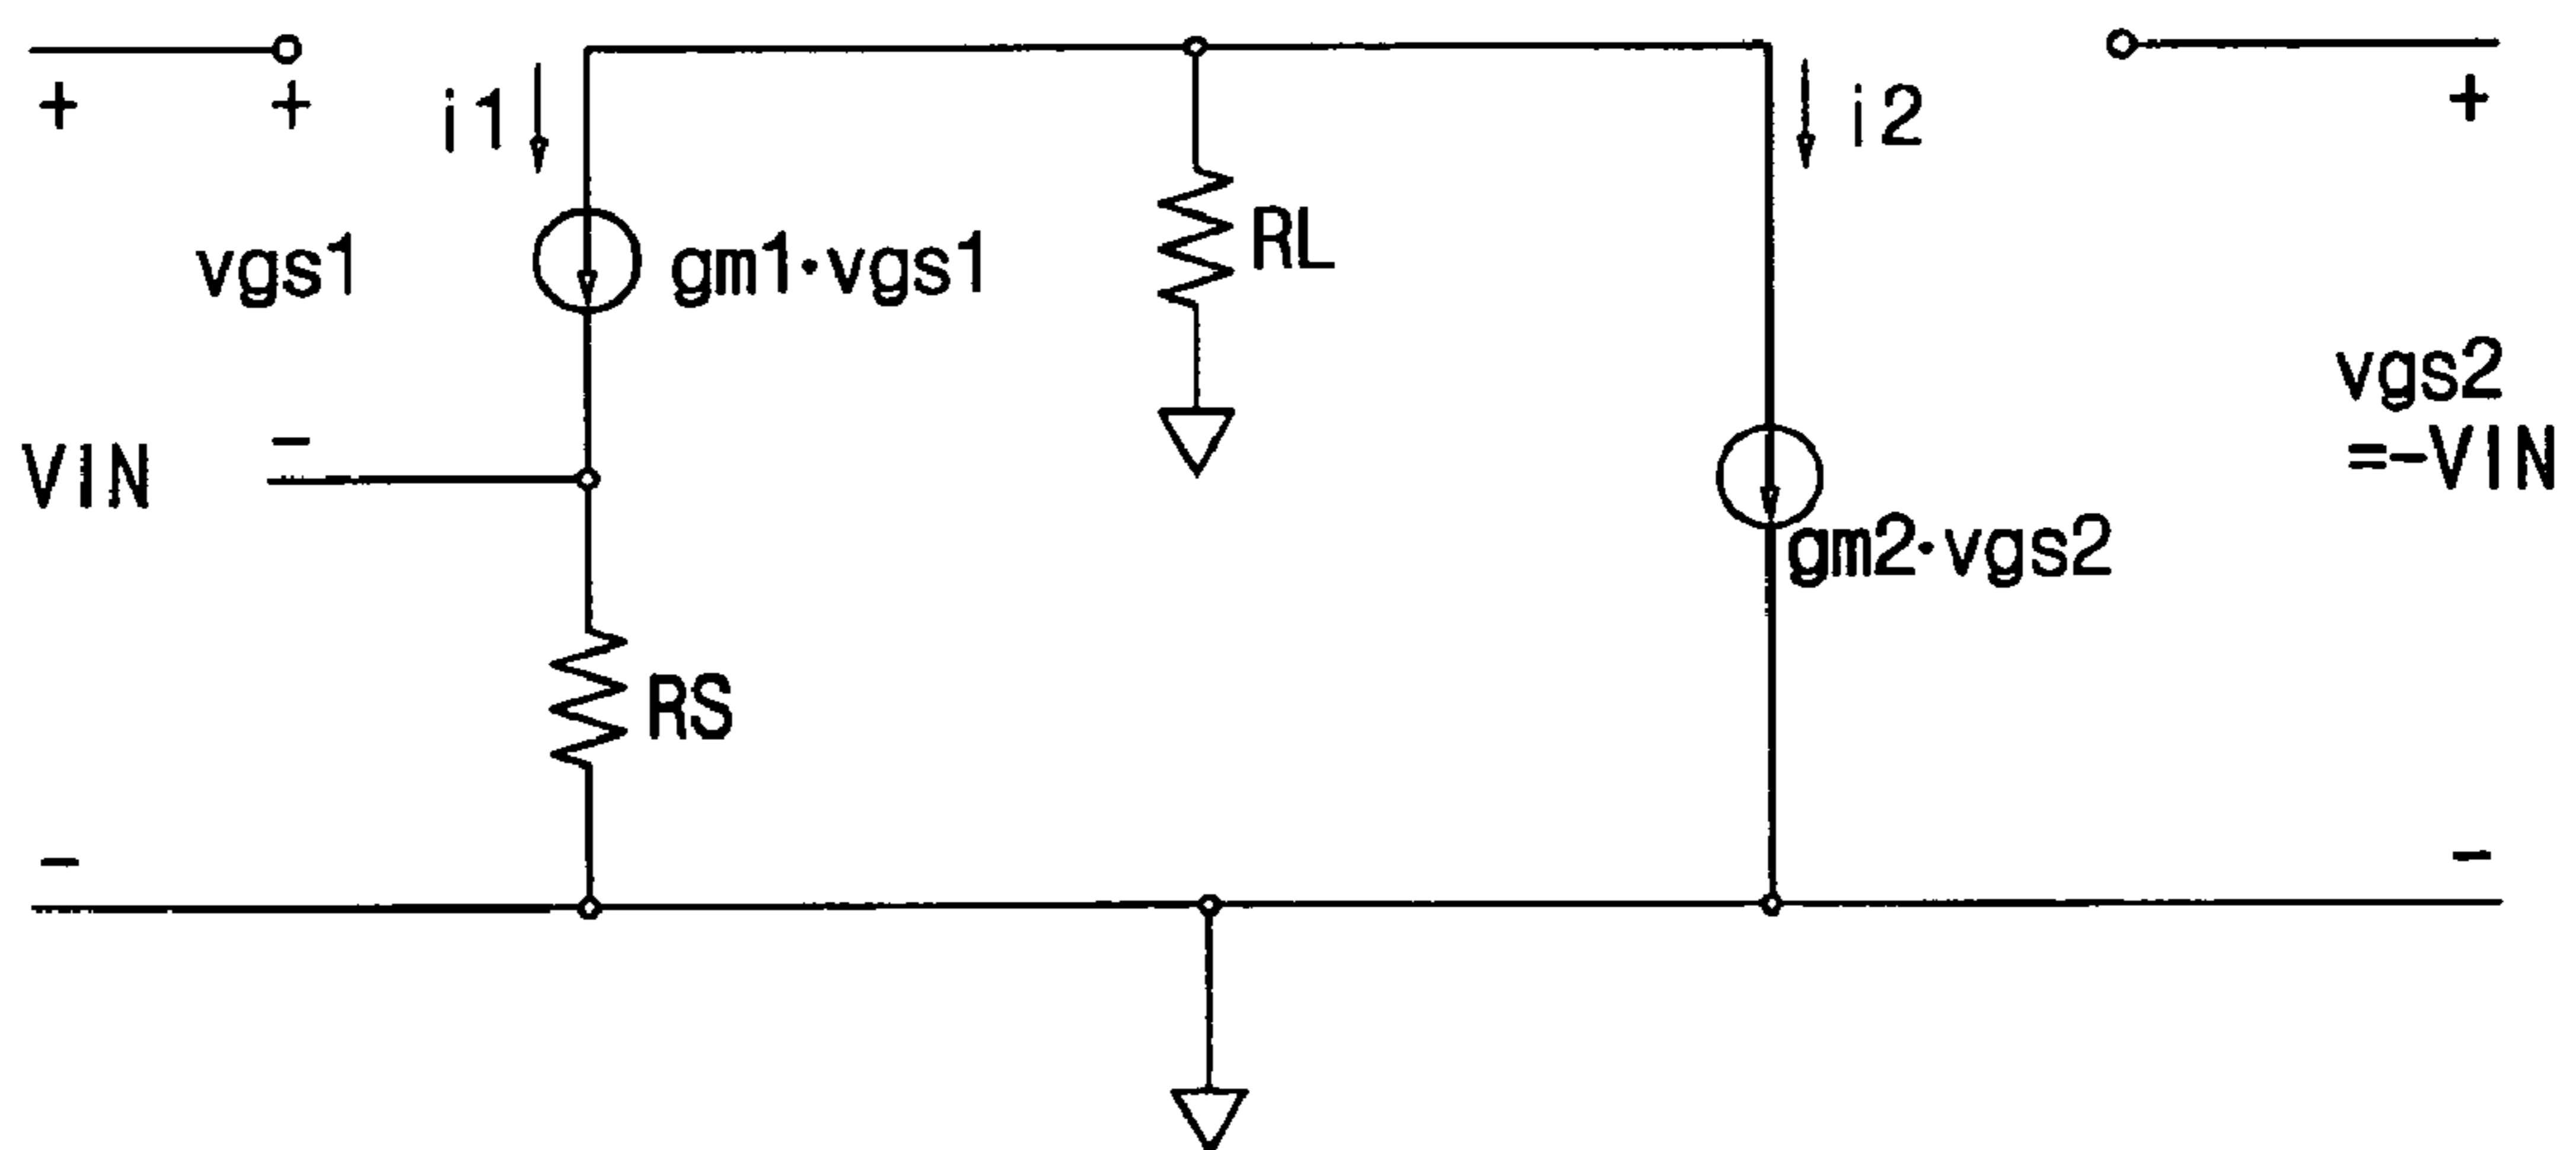 +
+
i1
i2
+
vgs1
gm1·vgs1
RL
VIN
-
vgs2
=-VIN
gm2·vgs2
RS
-
-